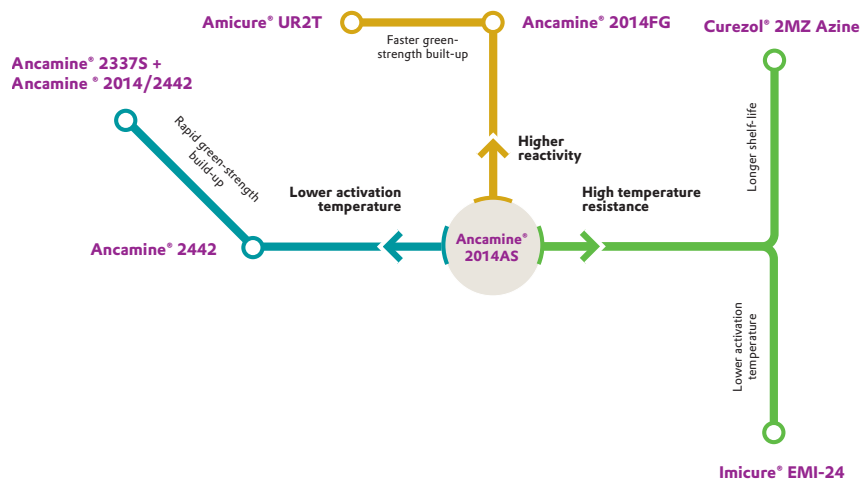 Amicure® UR2T
Ancamine® 2014FG
Curezol® 2MZ Azine
Faster green-
strength built-up
Ancamine® 2337S +
Ancamine ® 2014/2442
Rapid green-strength
build-up
Higher
reactivity
Longer shelf-life
Lower activation
temperature
High temperature
resistance
Ancamine® 2442
Ancamine®
2014AS
Lower activation
temperature
Imicure® EMI-24